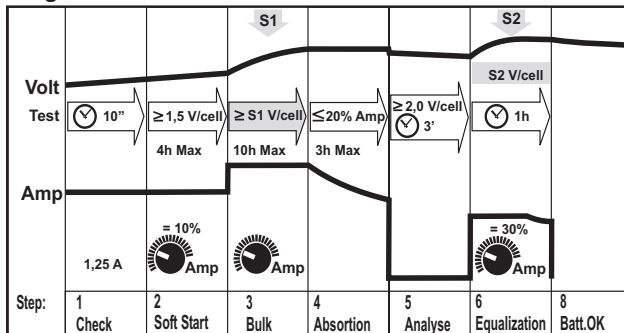 S1 S2
Volt
S2 V/cell
Test 10” ≥1,5 V/cell ≥ S1 V/cell ≤20% Amp ≥2,0 V/cell 3’ 1h
4h Max 10h Max 3h Max
Amp
= 10% = 30%
1,25 A Amp Amp Amp
Step: 1 2 3 4 5 6 8
Check Soft Start Bulk Absortion Analyse Equalization Batt.OK